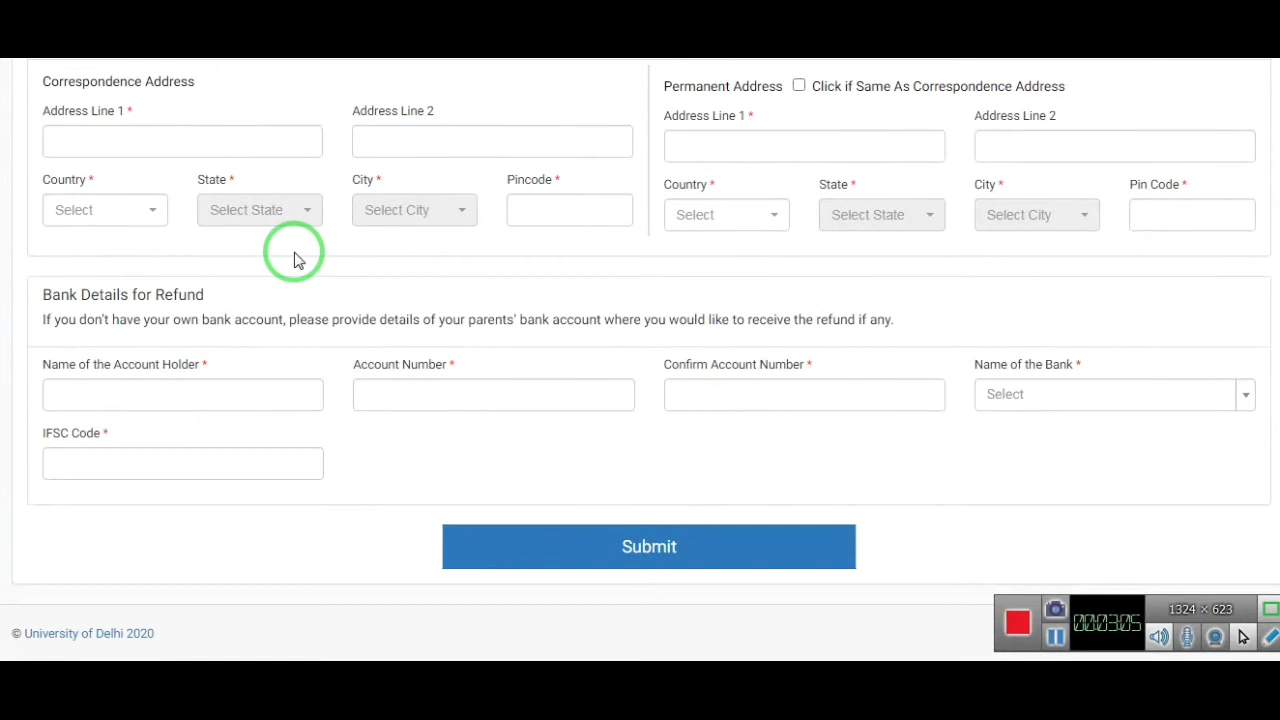 Correspondence Address
Address Line 1 *
Address Line 2
Country *
State *
City *
Pincode *
Select
Select State
Select City
Permanent Address
Click if Same As Correspondence Address
Address Line 1 *
Address Line 2
Country *
State *
City *
Pin Code *
Select
Select State
Select City
Bank Details for Refund
If you don't have your own bank account, please provide details of your parents' bank account where you would like to receive the refund if any.
Name of the Account Holder *
Account Number *
Confirm Account Number *
Name of the Bank *
Select
IFSC Code *
Submit
© University of Delhi 2020
00:03:05
1324 × 623